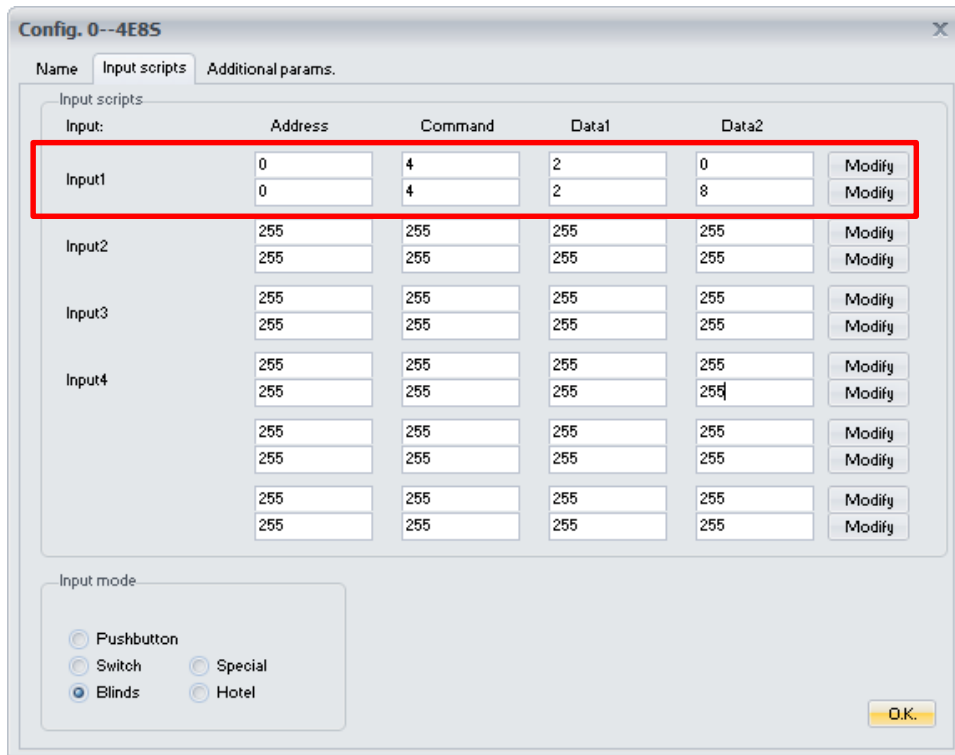 Config. 0--4E8S X
Name Input scripts Additional params.
Input scripts
Input: Address Command Data1 Data2
Input1
0 4 2 0 Modify
0 4 2 8 Modify
Input2
255 255 255 255 Modify
255 255 255 255 Modify
Input3
255 255 255 255 Modify
255 255 255 255 Modify
Input4
255 255 255 255 Modify
255 255 255 255 Modify
255 255 255 255 Modify
255 255 255 255 Modify
255 255 255 255 Modify
255 255 255 255 Modify
Input mode
Pushbutton
Switch Special
Blinds Hotel
O.K.